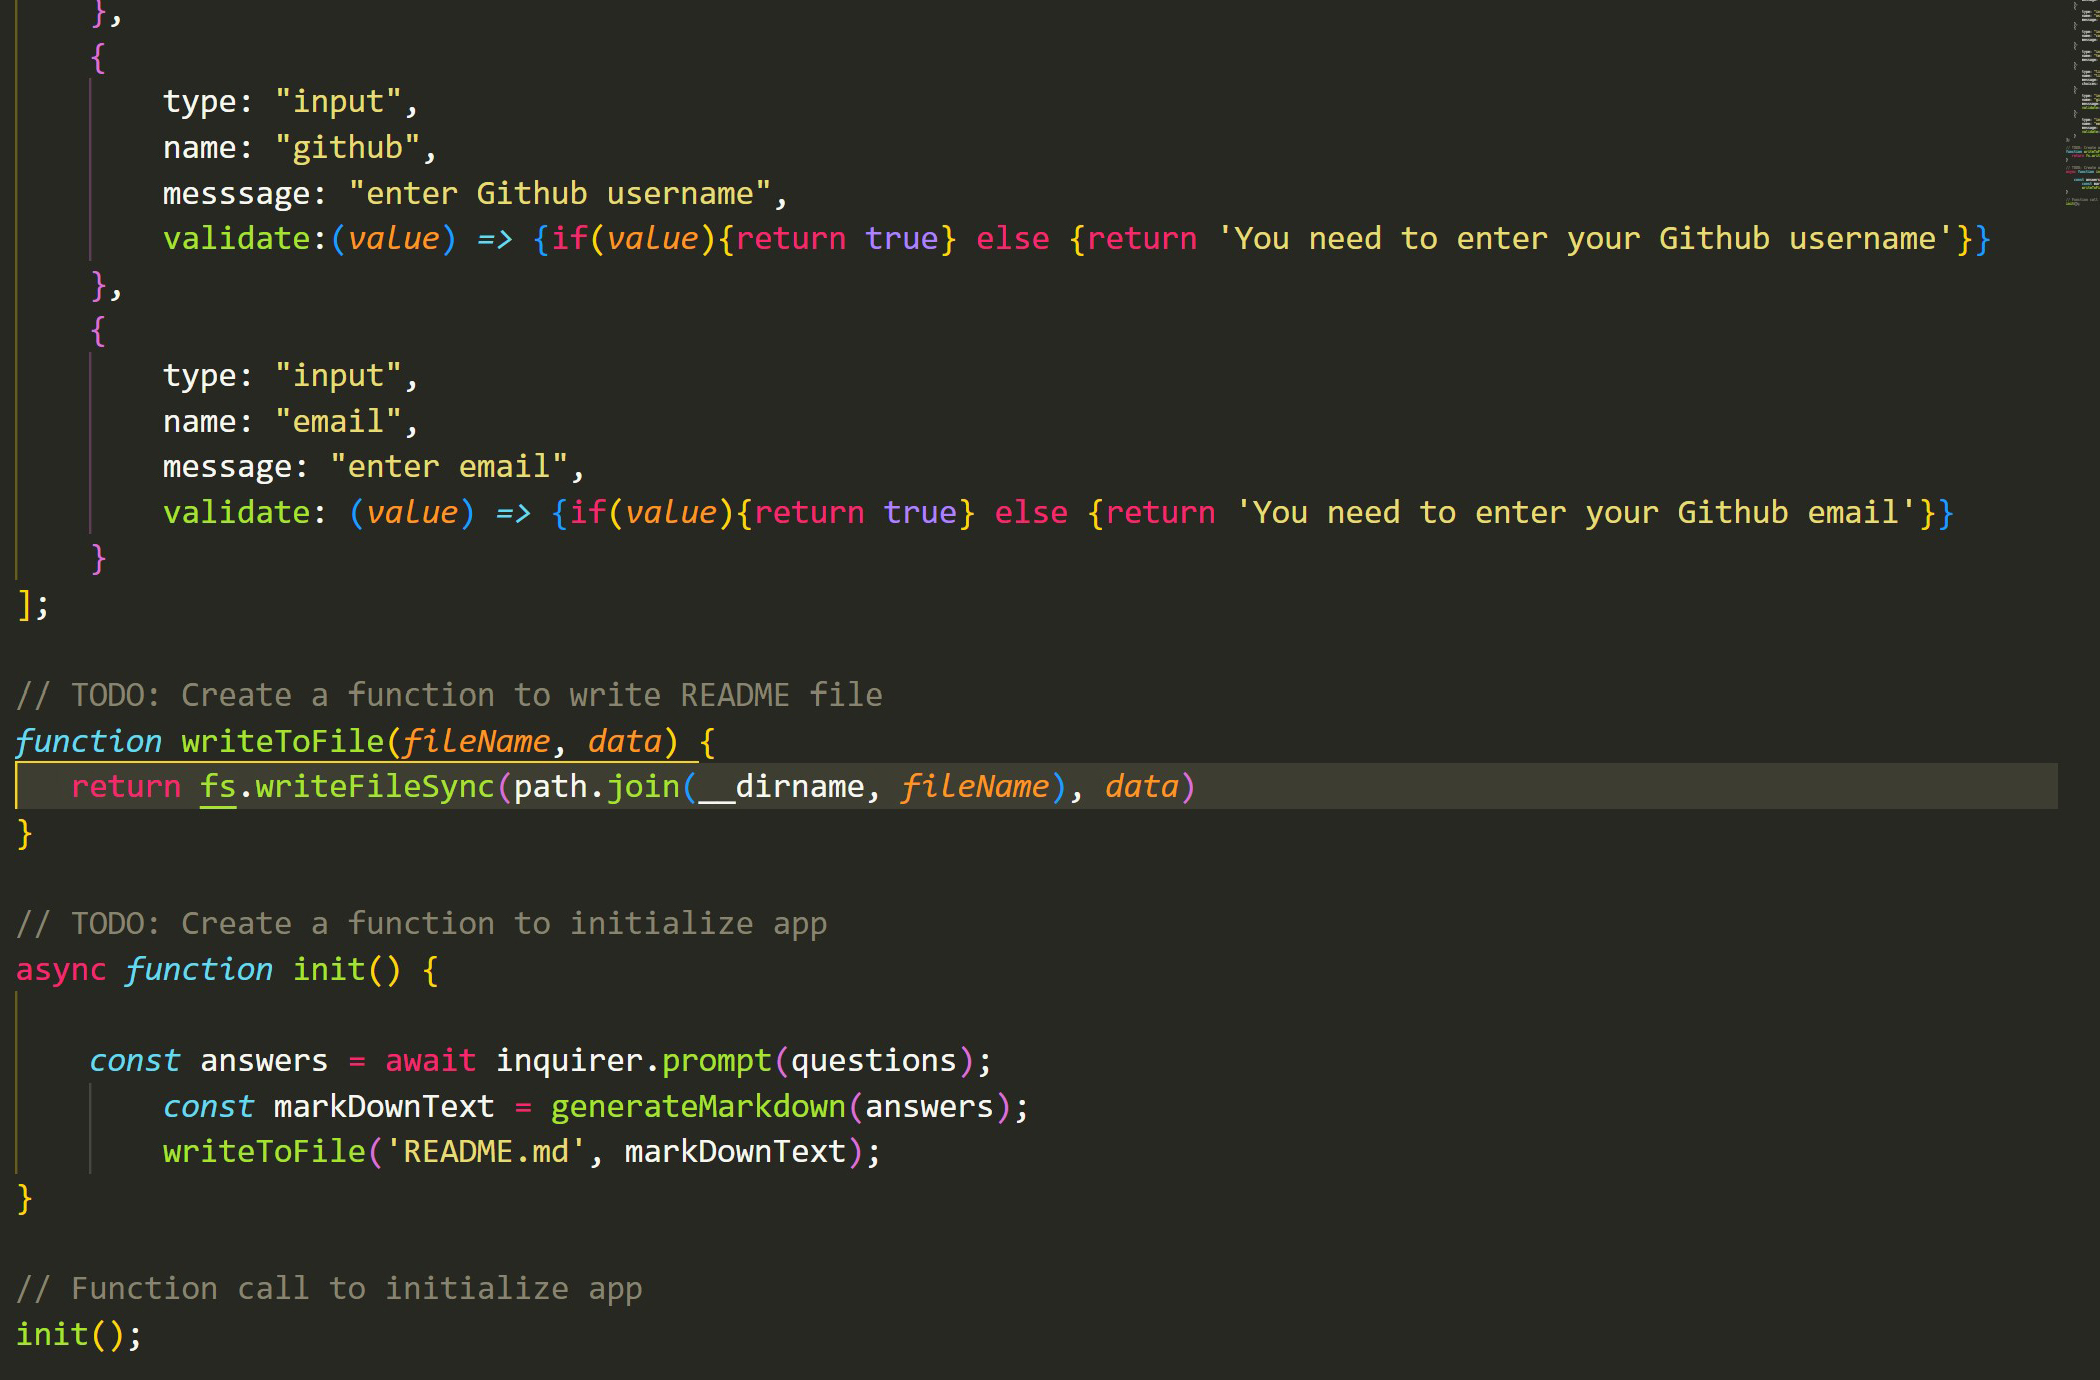 },
{
type: "input",
name: "github",
messsage: "enter Github username",
validate:(value) => {if(value){return true} else {return 'You need to enter your Github username'}}
},
{
type: "input",
name: "email",
message: "enter email",
validate: (value) => {if(value){return true} else {return 'You need to enter your Github email'}}
}
];
// TODO: Create a function to write README file
function writeToFile(fileName, data) {
return fs.writeFileSync(path.join(__dirname, fileName), data)
}
// TODO: Create a function to initialize app
async function init() {
const answers = await inquirer.prompt(questions);
const markDownText = generateMarkdown(answers);
writeToFile('README.md', markDownText);
}
// Function call to initialize app
init();